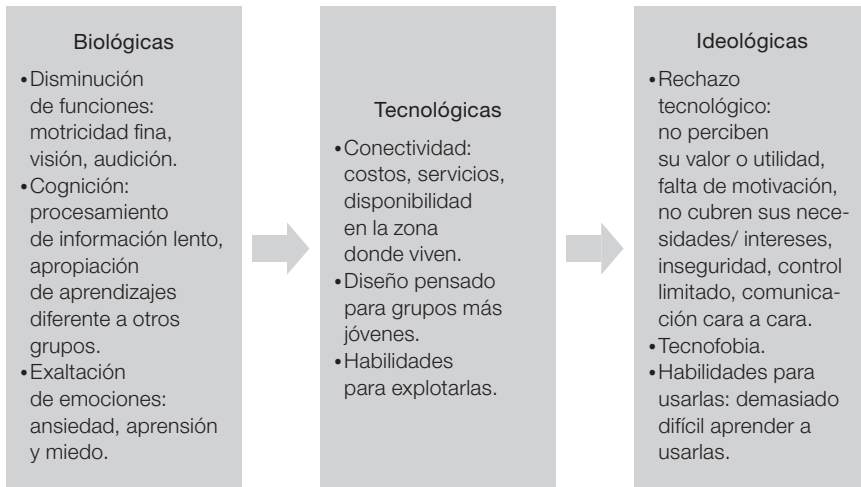 Biológicas
•Disminución
de funciones:
motricidad fina,
visión, audición.
•Cognición:
procesamiento
de información lento,
apropiación
de aprendizajes
diferente a otros
grupos.
•Exaltación
de emociones:
ansiedad, aprensión
y miedo.
Tecnológicas
•Conectividad:
costos, servicios,
disponibilidad
en la zona
donde viven.
•Diseño pensado
para grupos más
jóvenes.
•Habilidades
para explotarlas.
Ideológicas
•Rechazo
tecnológico:
no perciben
su valor o utilidad,
falta de motivación,
no cubren sus nece-
sidades/ intereses,
inseguridad, control
limitado, comunica-
ción cara a cara.
•Tecnofobia.
•Habilidades para
usarlas: demasiado
difícil aprender a
usarlas.